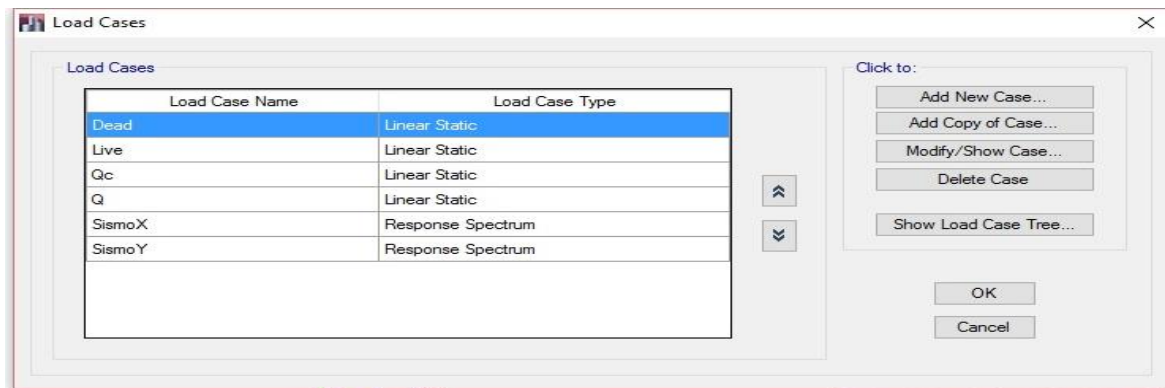 Load Cases
Load Cases
Click to:
Load Case Name Load Case Type
Dead Linear Static
Live Linear Static
Qc Linear Static
Q Linear Static
SismoX Response Spectrum
SismoY Response Spectrum
Add New Case...
Add Copy of Case...
Modify/Show Case...
Delete Case
Show Load Case Tree...
OK
Cancel